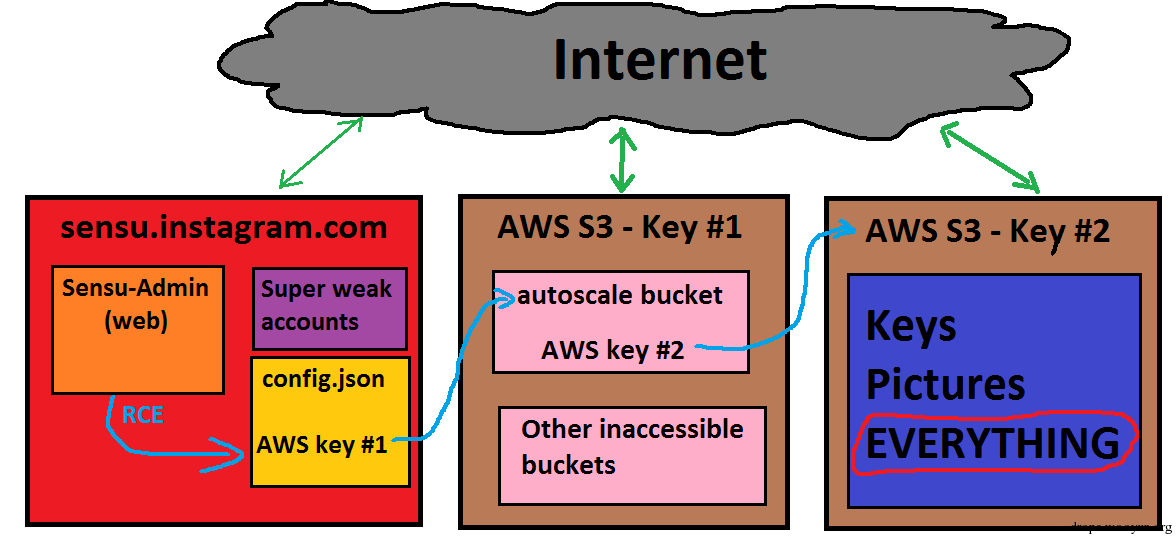 Internet
sensu.instagram.com
Sensu-Admin
(web)
Super weak
accounts
RCE
config.json
AWS key #1
AWS S3 - Key #1
autoscale bucket
AWS key #2
Other inaccessible
buckets
AWS S3 - Key #2
Keys
Pictures
EVERYTHING